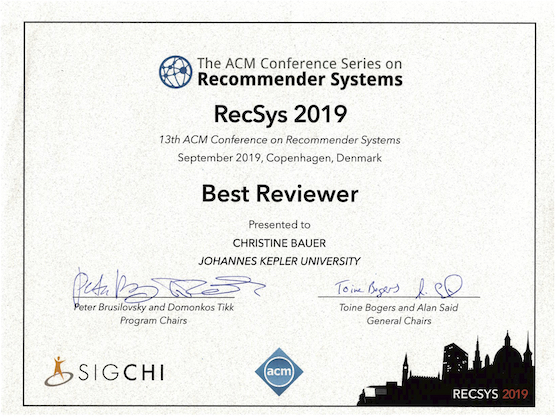 The ACM Conference Series on
Recommender Systems
RecSys 2019
13th ACM Conference on Recommender Systems
September 2019, Copenhagen, Denmark
Best Reviewer
Presented to
CHRISTINE BAUER
JOHANNES KEPLER UNIVERSITY
Toine Bogers
Peter Brusilovsky and Domonkos Tikk
Program Chairs
Toine Bogers and Alan Said
General Chairs
SIGCHI
acm
RECSYS 2019